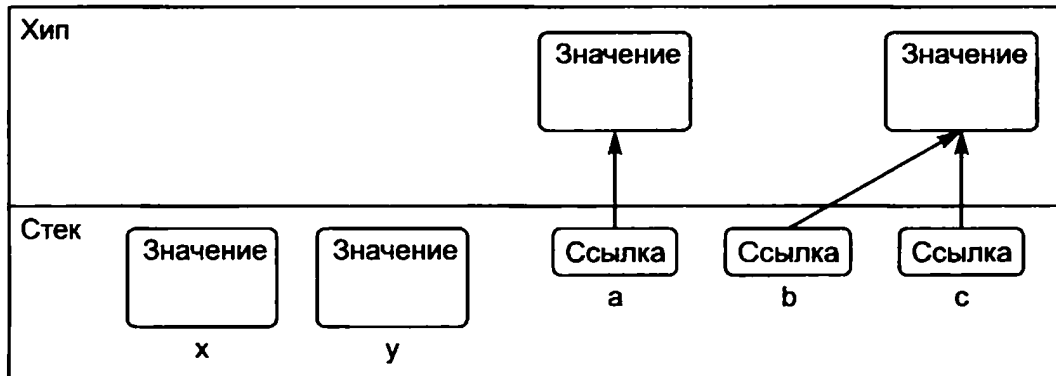 Хип
Значение
Значение
Стек
Значение
Значение
Ссылка
Ссылка
Ссылка
a
b
c
x
y